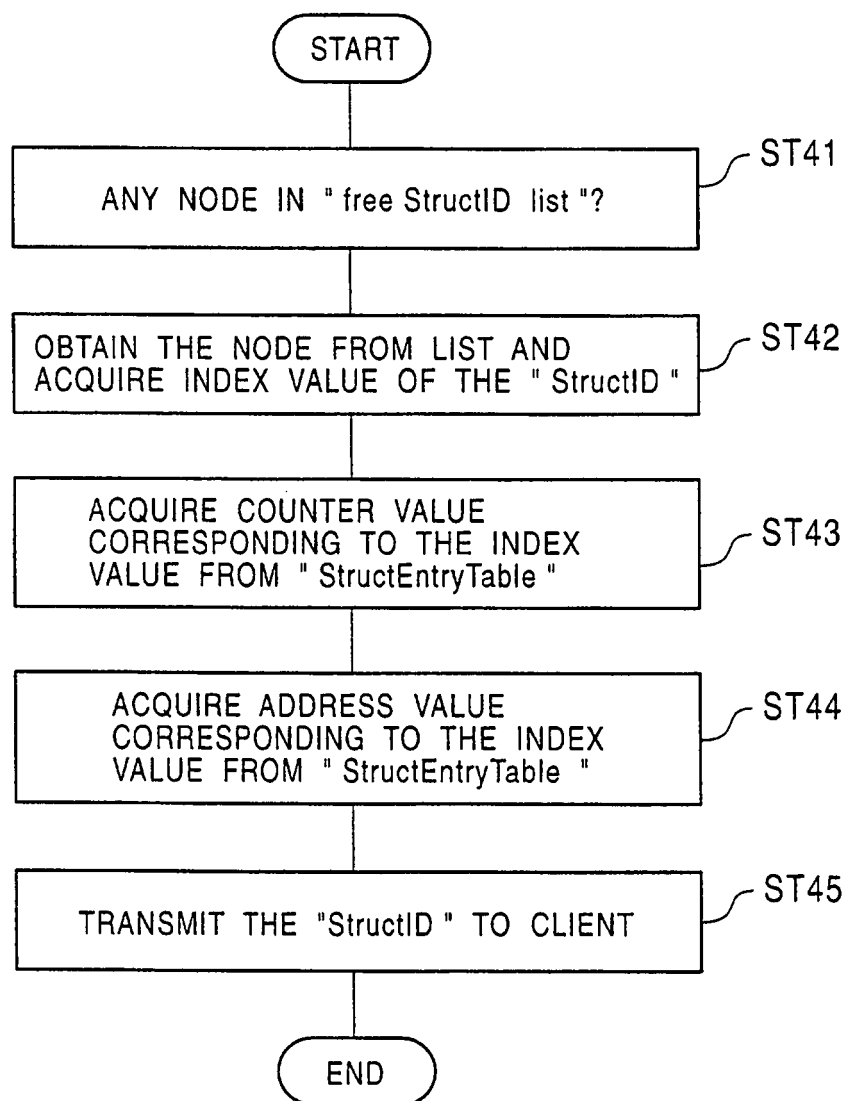 START
ST41
ANY NODE IN "free StructID list"?
ST42
OBTAIN THE NODE FROM LIST AND
ACQUIRE INDEX VALUE OF THE "StructID"
ST43
ACQUIRE COUNTER VALUE
CORRESPONDING TO THE INDEX
VALUE FROM "StructEntryTable"
ST44
ACQUIRE ADDRESS VALUE
CORRESPONDING TO THE INDEX
VALUE FROM "StructEntryTable"
ST45
TRANSMIT THE "StructID" TO CLIENT
END